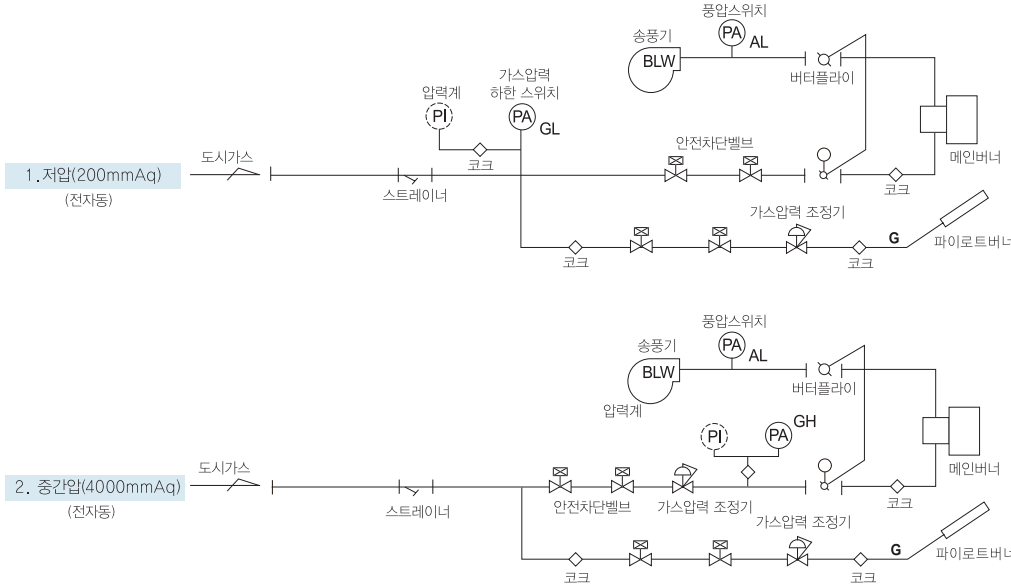 풍압스위치
송풍기
PA
AL
BLW
가스압력
하한 스위치
압력계
PI
PA
GL
버터플라이
안전차단밸브
메인버너
도시가스
코크
1.저압(200mmAq)
스트레이너
코크
(전자동)
가스압력 조정기
G
파이로트버너
코크
코크
풍압스위치
송풍기
PA
AL
BLW
버터플라이
압력계
GH
PI
PA
도시가스
메인버너
2. 중간압(4000mmAq)
스트레이너
안전차단벨브
가스압력 조정기
코크
(전자동)
가스압력 조정기
G
파이로트버너
코크
코크